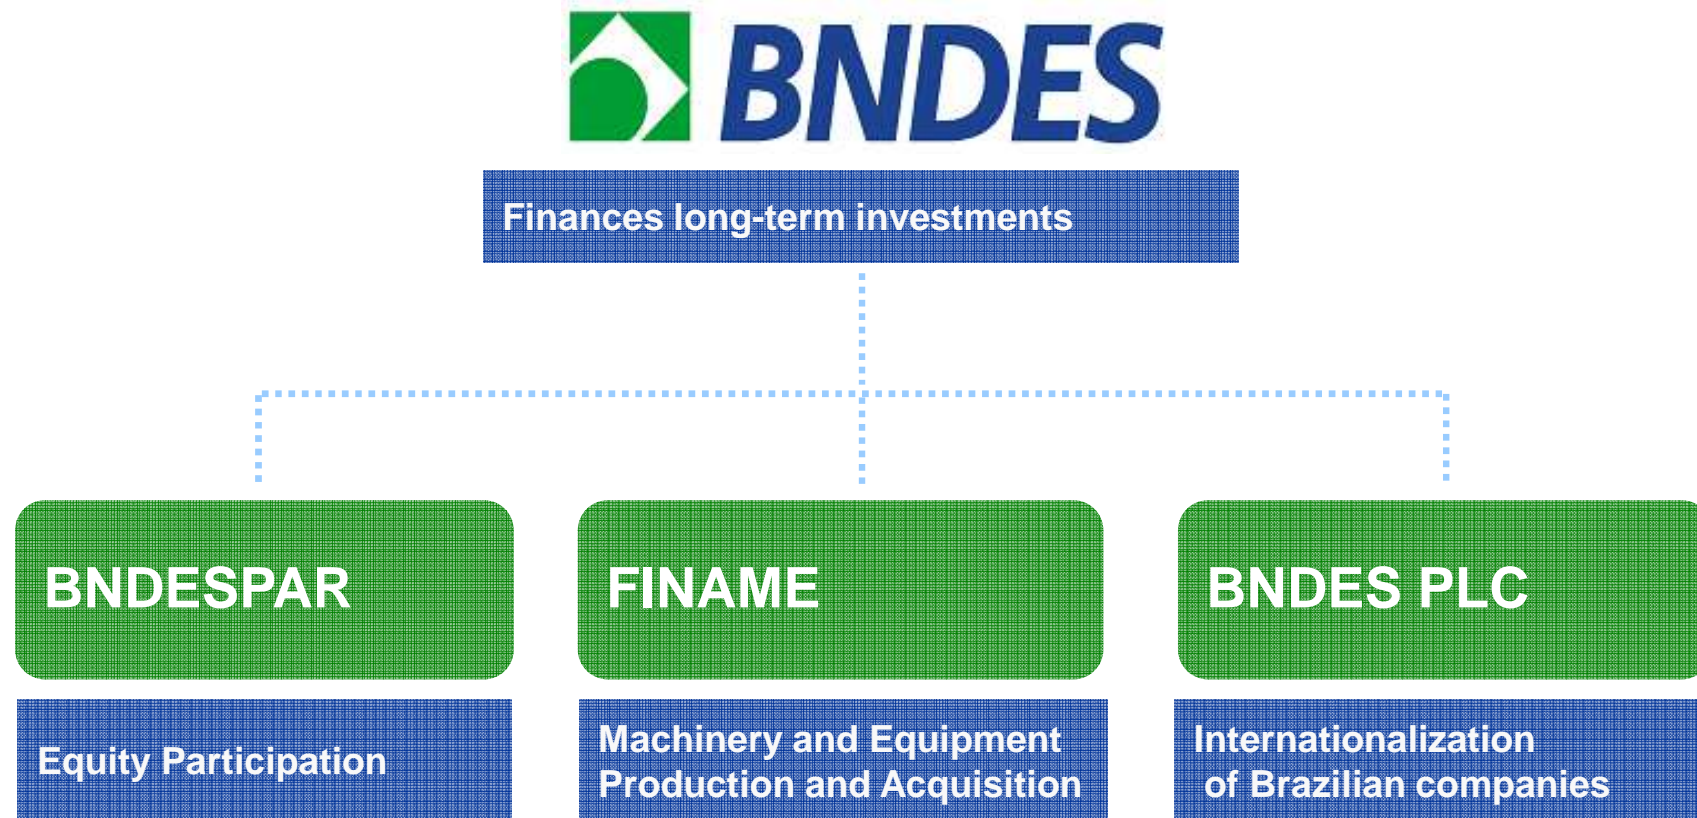 BNDES
Finances long-term investments
BNDESPAR
FINAME
BNDES PLC
Equity Participation
Machinery and Equipment
Production and Acquisition
Internationalization
of Brazilian companies